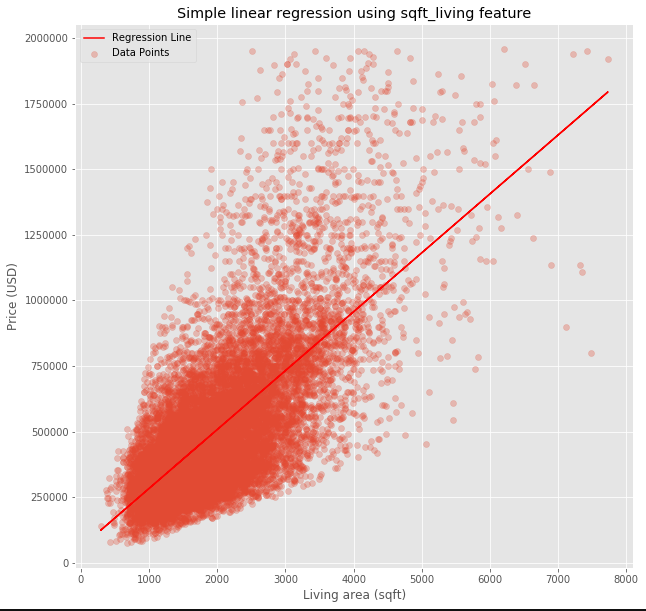 Simple linear regression using sqft_living feature
Regression Line
Data Points
2000000
1750000
1500000
1250000
1000000
750000
500000
250000
0
Price (USD)
0 1000 2000 3000 4000 5000 6000 7000 8000
Living area (sqft)